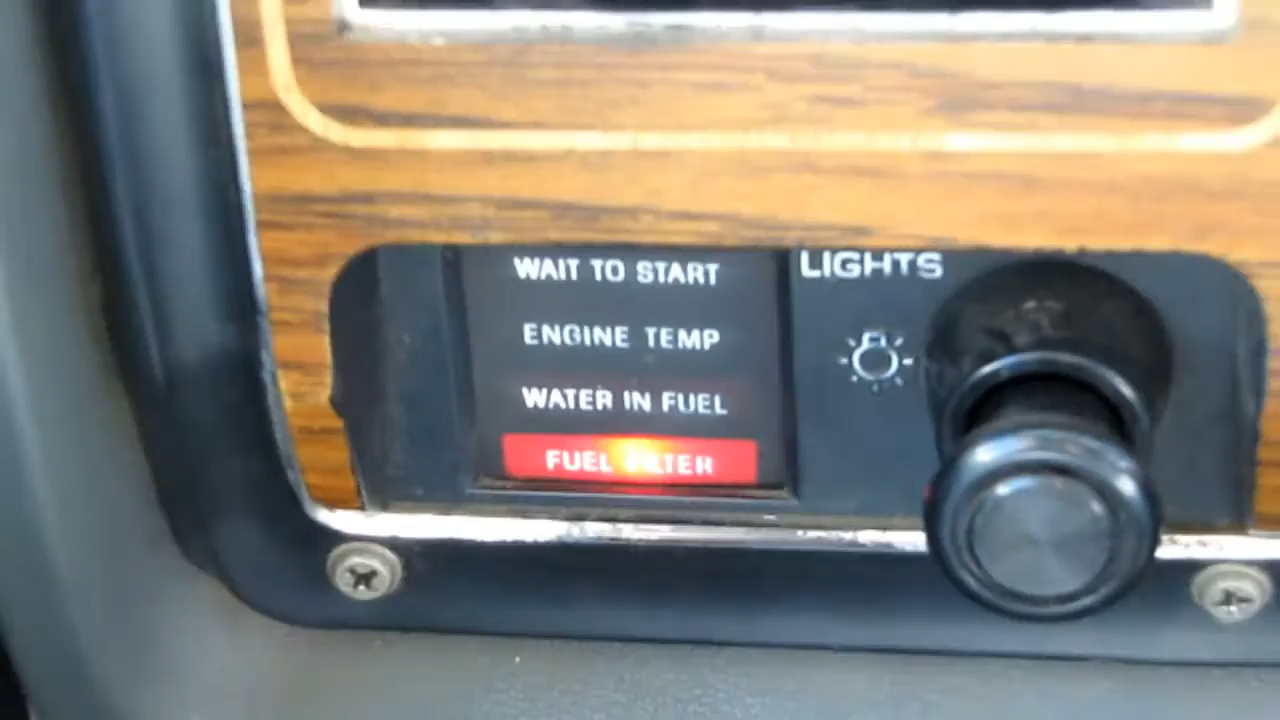 WAIT TO START
LIGHTS
ENGINE TEMP
WATER IN FUEL
FUEL FILTER